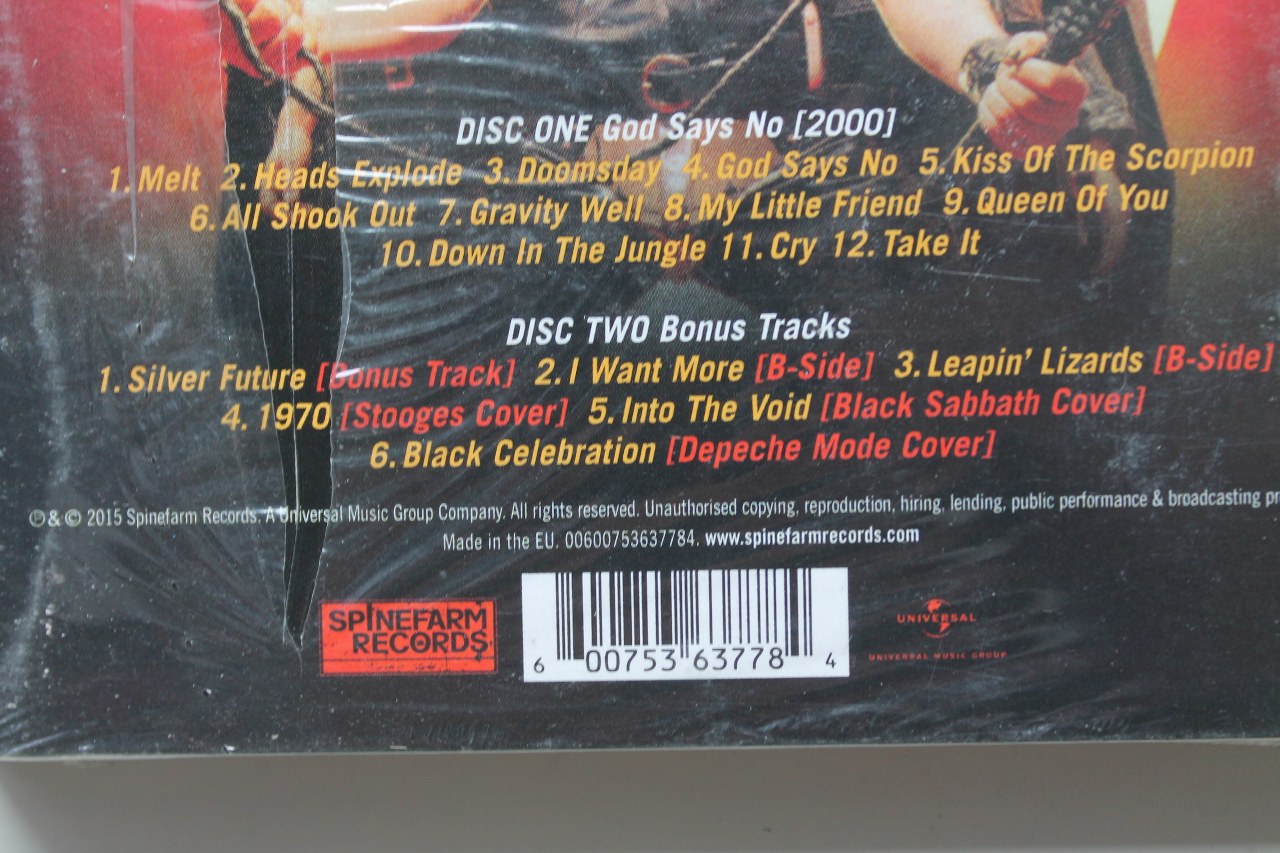 DISC ONE God Says No [2000]
1. Melt 2. Heads Explode 3. Doomsday 4. God Says No 5. Kiss Of The Scorpion
6. All Shook Out 7. Gravity Well 8. My Little Friend 9. Queen Of You
10. Down In The Jungle 11. Cry 12. Take It
DISC TWO Bonus Tracks
1. Silver Future [Bonus Track] 2. I Want More [B-Side] 3. Leapin' Lizards [B-Side]
4. 1970 [Stooges Cover] 5. Into The Void [Black Sabbath Cover]
6. Black Celebration [Depeche Mode Cover]
℗ & © 2015 Spinefarm Records. A Universal Music Group Company. All rights reserved. Unauthorised copying, reproduction, hiring, lending, public performance & broadcasting pr
Made in the EU. 00600753637784. www.spinefarmrecords.com
SPINEFARM
RECORDS
6 00753 63778 4
UNIVERSAL
UNIVERSAL MUSIC GROUP